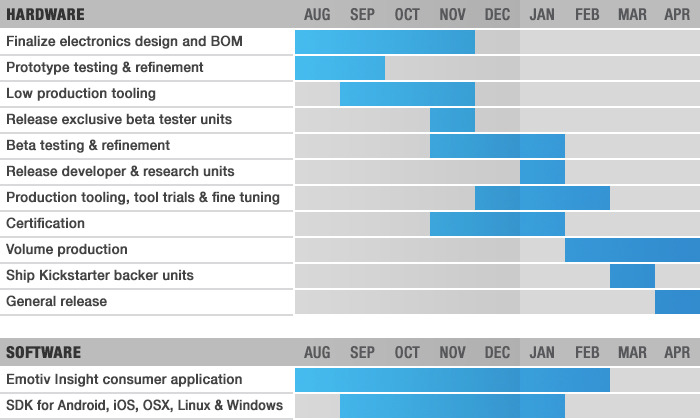 HARDWARE AUG SEP OCT NOV DEC JAN FEB MAR APR
Finalize electronics design and BOM
Prototype testing & refinement
Low production tooling
Release exclusive beta tester units
Beta testing & refinement
Release developer & research units
Production tooling, tool trials & fine tuning
Certification
Volume production
Ship Kickstarter backer units
General release
SOFTWARE AUG SEP OCT NOV DEC JAN FEB MAR APR
Emotiv Insight consumer application
SDK for Android, iOS, OSX, Linux & Windows